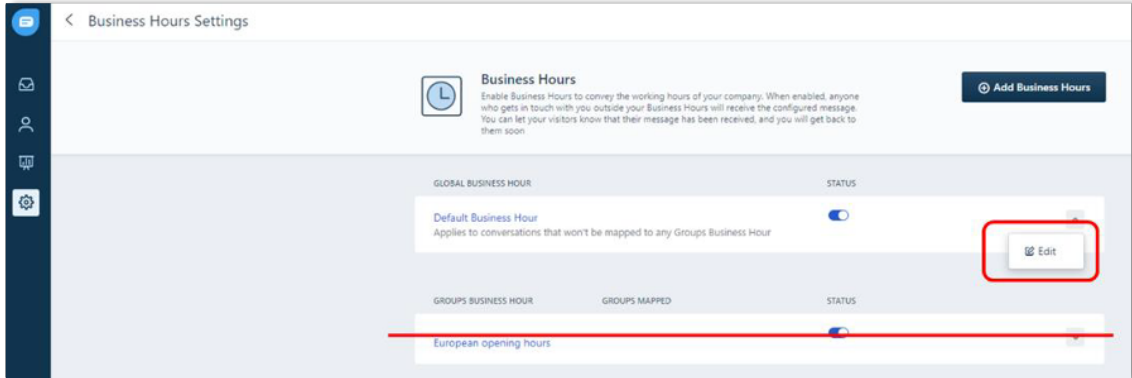 Business Hours Settings
Business Hours
Enable Business Hours to convey the working hours of your company. When enabled, anyone
who gets in touch with you outside your Business Hours will receive the configured message.
You can let your visitors know that their message has been received, and you will get back to
them soon
Add Business Hours
GLOBAL BUSINESS HOUR STATUS
Default Business Hour
Applies to conversations that won't be mapped to any Groups Business Hour
Edit
GROUPS BUSINESS HOUR GROUPS MAPPED STATUS
European opening hours